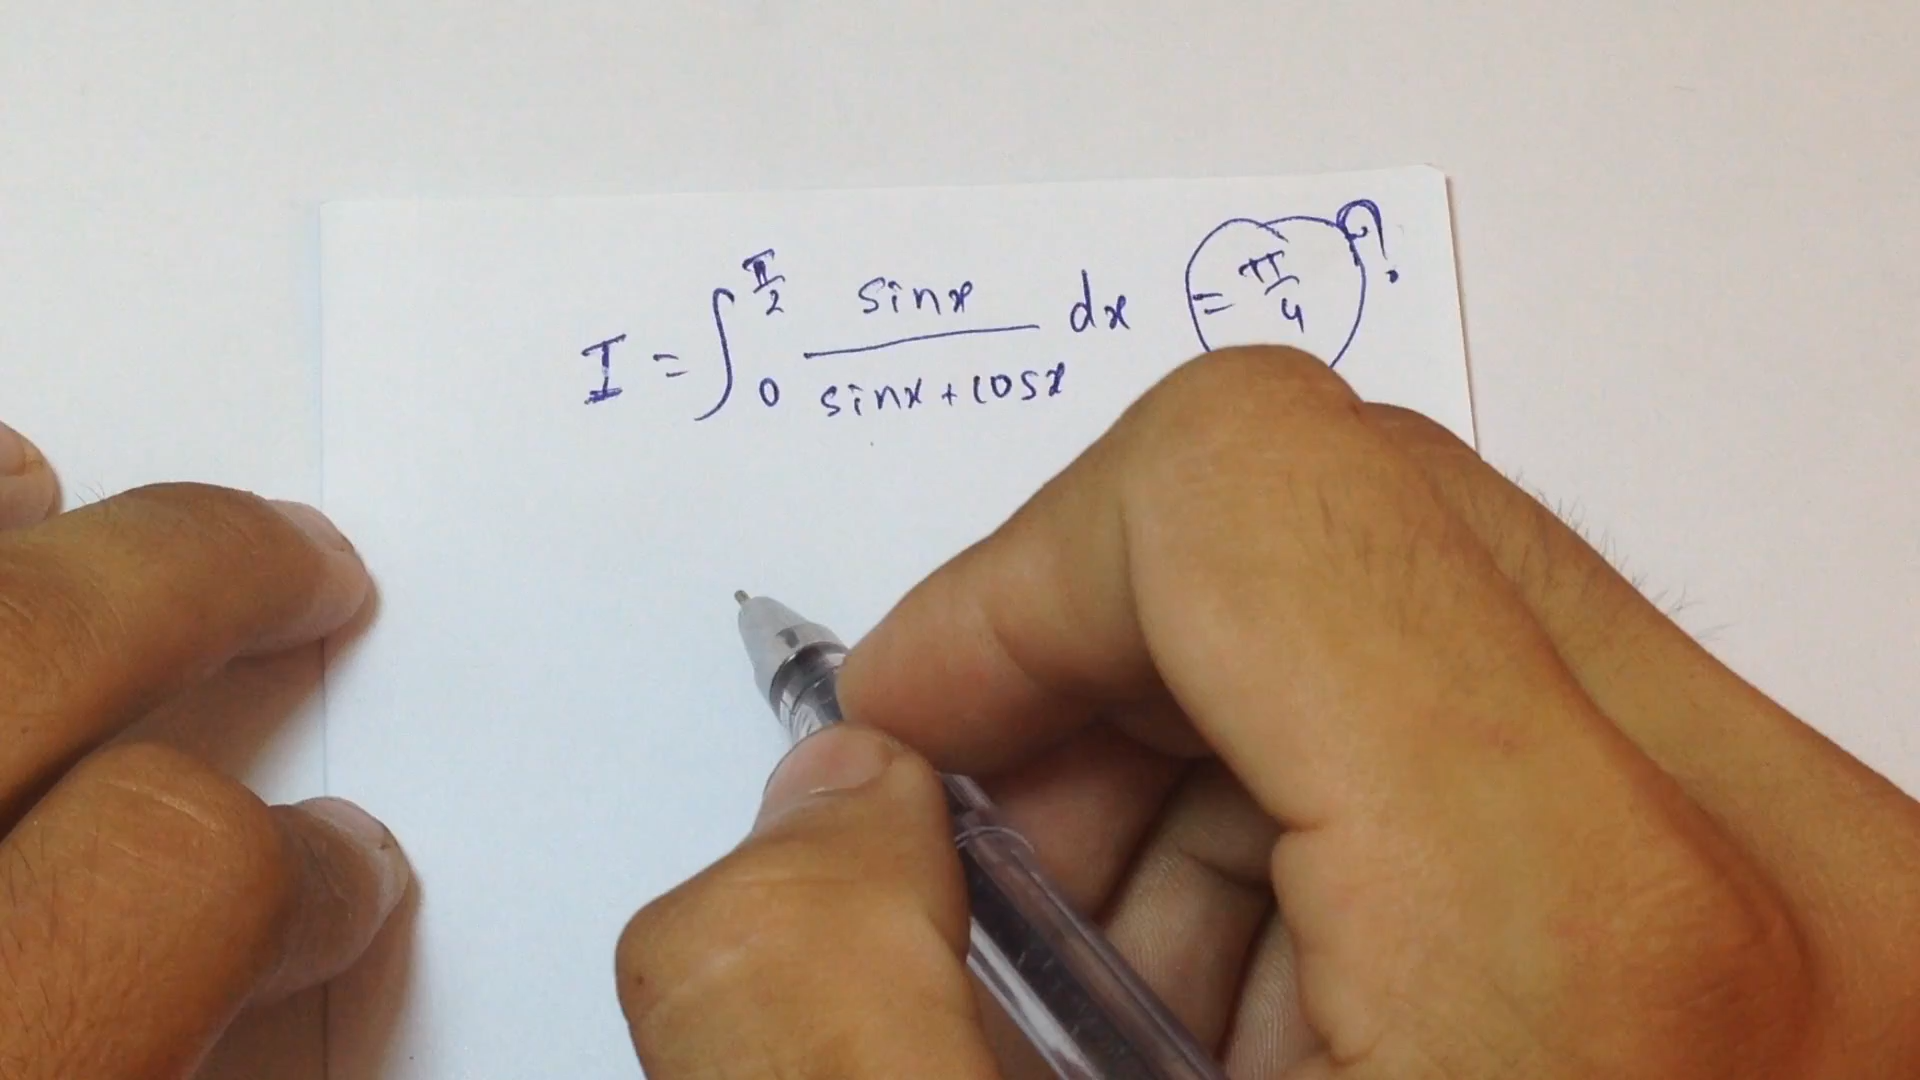 I = ∫₀^{π/2} sinx / (sinx + cosx) dx = π/4 ?